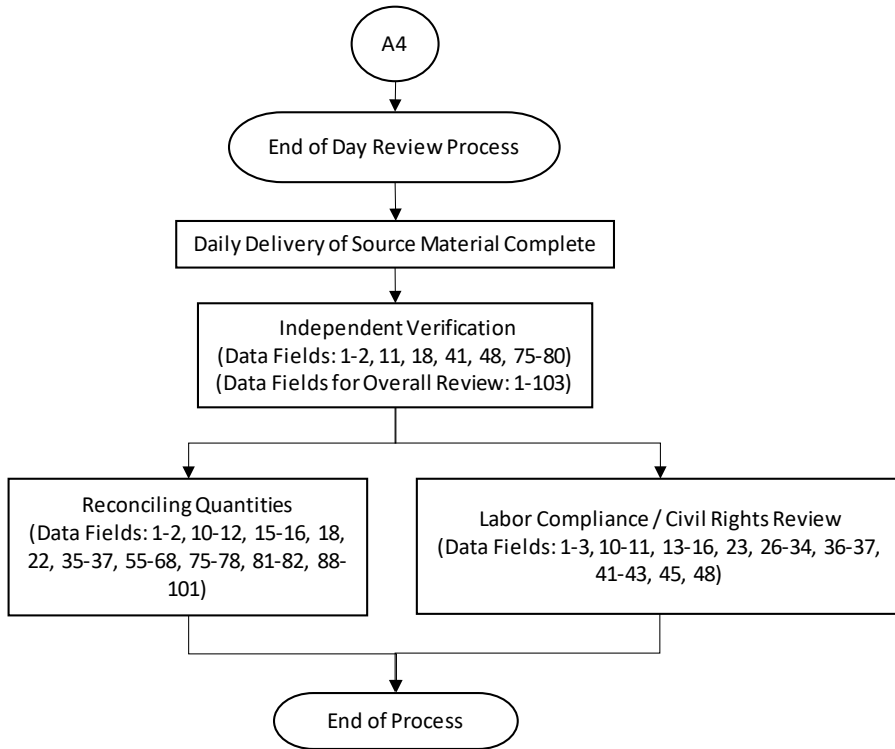 A4
End of Day Review Process
Daily Delivery of Source Material Complete
Independent Verification
(Data Fields: 1-2, 11, 18, 41, 48, 75-80)
(Data Fields for Overall Review: 1-103)
Reconciling Quantities
(Data Fields: 1-2, 10-12, 15-16, 18,
22, 35-37, 55-68, 75-78, 81-82, 88-
101)
Labor Compliance / Civil Rights Review
(Data Fields: 1-3, 10-11, 13-16, 23, 26-34, 36-37,
41-43, 45, 48)
End of Process